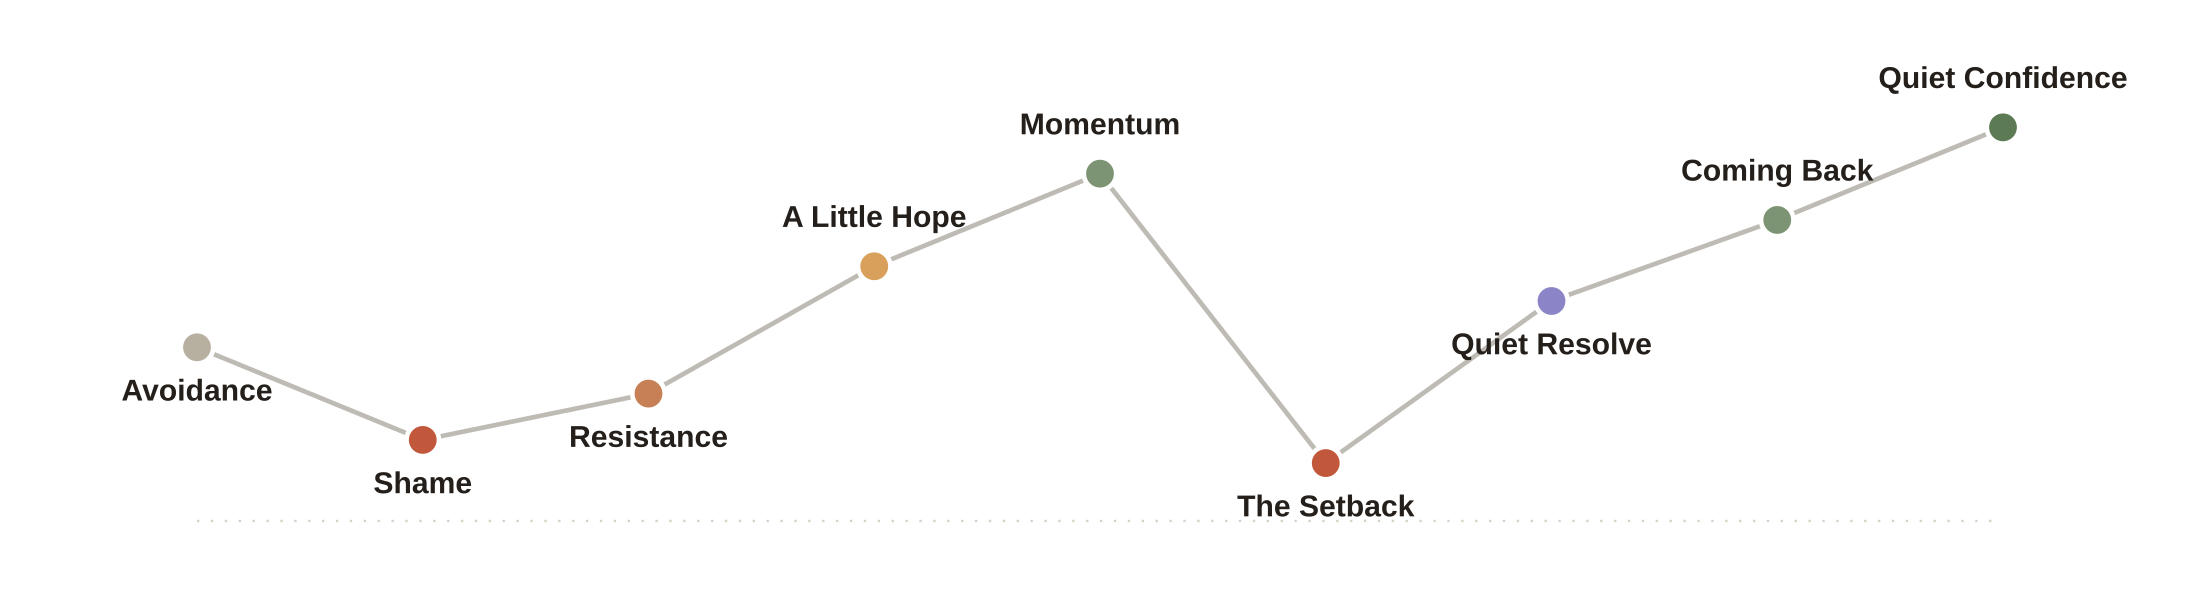 Avoidance
Shame
Resistance
A Little Hope
Momentum
The Setback
Quiet Resolve
Coming Back
Quiet Confidence